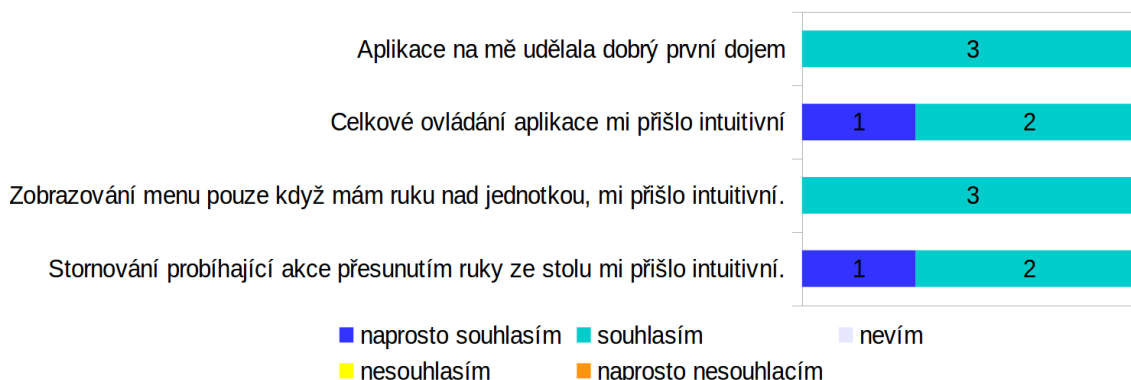 Aplikace na mě udělala dobrý první dojem
3
Celkové ovládání aplikace mi přišlo intuitivní
1 2
Zobrazování menu pouze když mám ruku nad jednotkou, mi přišlo intuitivní.
3
Stornování probíhající akce přesunutím ruky ze stolu mi přišlo intuitivní.
1 2
naprosto souhlasím souhlasím nevím
nesouhlasím naprosto nesouhlacím